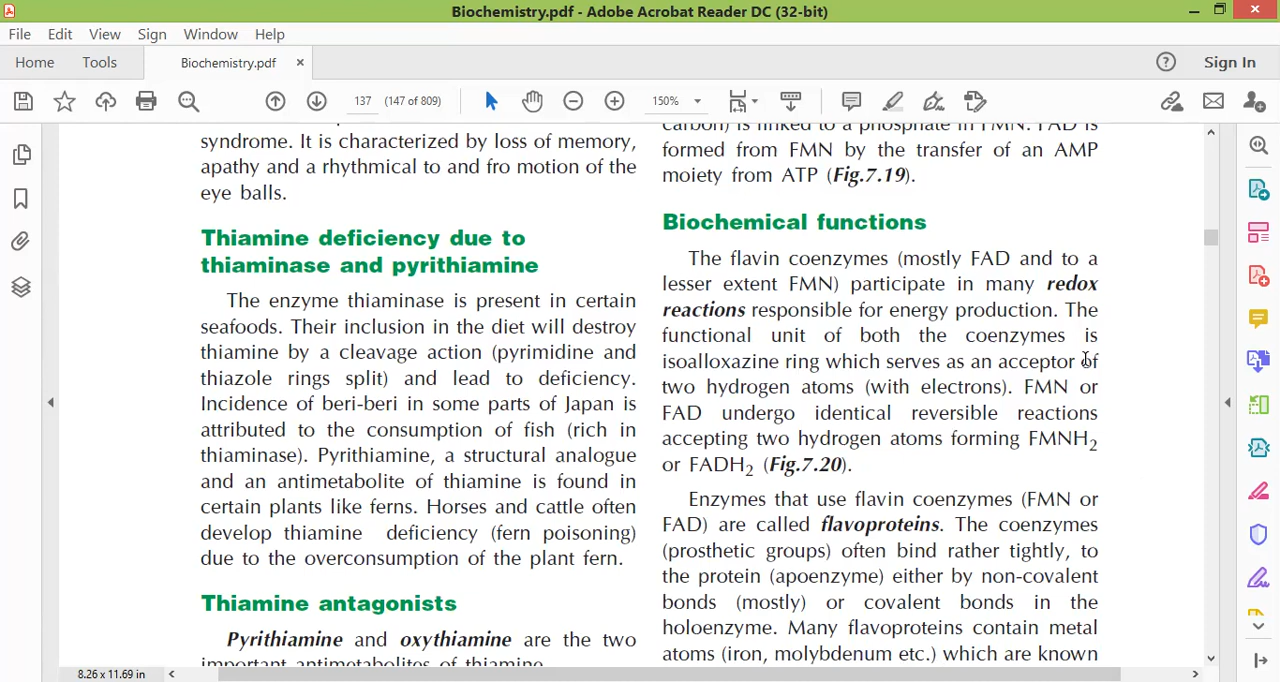 Biochemistry.pdf - Adobe Acrobat Reader DC (32-bit)
File Edit View Sign Window Help
Home Tools Biochemistry.pdf × Sign In
137 (147 of 809) 150%
syndrome. It is characterized by loss of memory,
apathy and a rhythmical to and fro motion of the
eye balls.
Thiamine deficiency due to
thiaminase and pyrithiamine
The enzyme thiaminase is present in certain
seafoods. Their inclusion in the diet will destroy
thiamine by a cleavage action (pyrimidine and
thiazole rings split) and lead to deficiency.
Incidence of beri-beri in some parts of Japan is
attributed to the consumption of fish (rich in
thiaminase). Pyrithiamine, a structural analogue
and an antimetabolite of thiamine is found in
certain plants like ferns. Horses and cattle often
develop thiamine deficiency (fern poisoning)
due to the overconsumption of the plant fern.
Thiamine antagonists
Pyrithiamine and oxythiamine are the two
important antimetabolites of thiamine.
carbon) is linked to a phosphate in FMN. FAD is
formed from FMN by the transfer of an AMP
moiety from ATP (Fig.7.19).
Biochemical functions
The flavin coenzymes (mostly FAD and to a
lesser extent FMN) participate in many redox
reactions responsible for energy production. The
functional unit of both the coenzymes is
isoalloxazine ring which serves as an acceptor of
two hydrogen atoms (with electrons). FMN or
FAD undergo identical reversible reactions
accepting two hydrogen atoms forming FMNH2
or FADH2 (Fig.7.20).
Enzymes that use flavin coenzymes (FMN or
FAD) are called flavoproteins. The coenzymes
(prosthetic groups) often bind rather tightly, to
the protein (apoenzyme) either by non-covalent
bonds (mostly) or covalent bonds in the
holoenzyme. Many flavoproteins contain metal
atoms (iron, molybdenum etc.) which are known
8.26 x 11.69 in